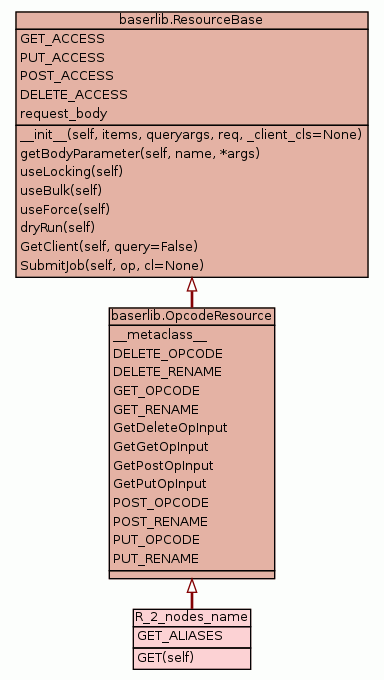 baserlib.ResourceBase
GET_ACCESS
PUT_ACCESS
POST_ACCESS
DELETE_ACCESS
request_body
__init__(self, items, queryargs, req, _client_cls=None)
getBodyParameter(self, name, *args)
useLocking(self)
useBulk(self)
useForce(self)
dryRun(self)
GetClient(self, query=False)
SubmitJob(self, op, cl=None)
baserlib.OpcodeResource
__metaclass__
DELETE_OPCODE
DELETE_RENAME
GET_OPCODE
GET_RENAME
GetDeleteOpInput
GetGetOpInput
GetPostOpInput
GetPutOpInput
POST_OPCODE
POST_RENAME
PUT_OPCODE
PUT_RENAME
R_2_nodes_name
GET_ALIASES
GET(self)